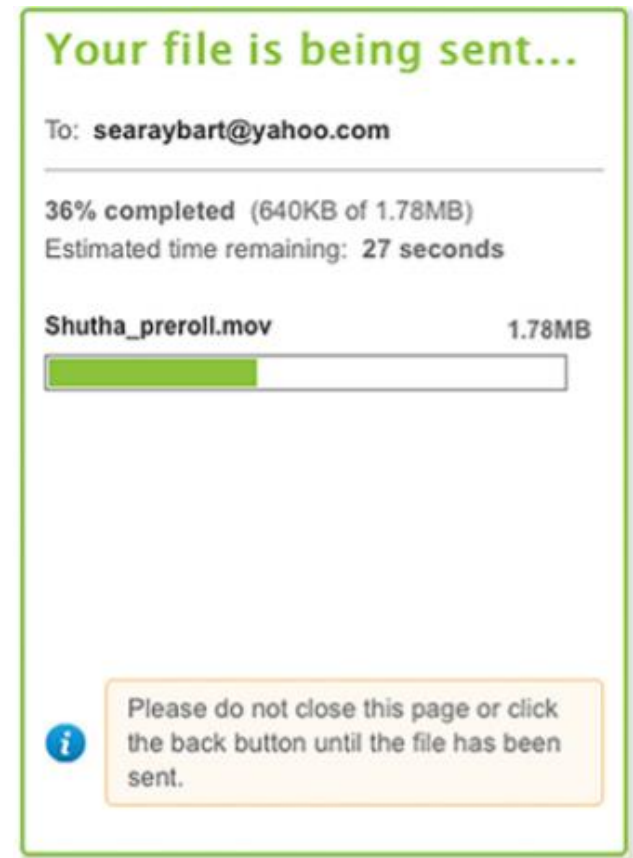 Your file is being sent...
To: searaybart@yahoo.com
36% completed (640KB of 1.78MB)
Estimated time remaining: 27 seconds
Shutha_preroll.mov 1.78MB
Please do not close this page or click
the back button until the file has been
sent.